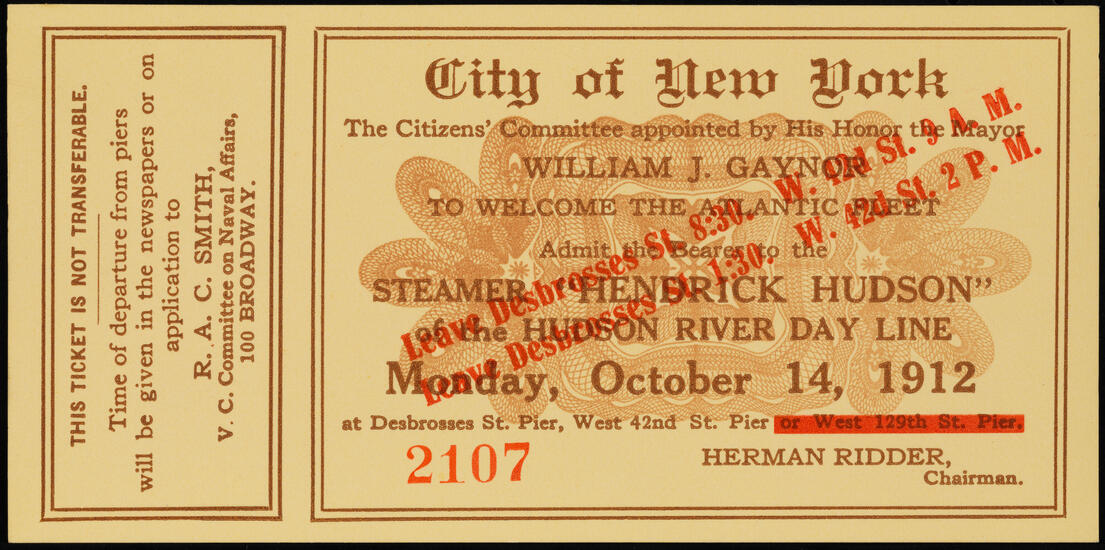 THIS TICKET IS NOT TRANSFERABLE.
Time of departure from piers
will be given in the newspapers or on
application to
R. A. C. SMITH,
V. C. Committee on Naval Affairs,
100 BROADWAY.
City of New York
The Citizens' Committee appointed by His Honor the Mayor
WILLIAM J. GAYNOR
TO WELCOME THE ATLANTIC FLEET
Admit the Bearer to the
STEAMER "HENDRICK HUDSON"
of the HUDSON RIVER DAY LINE
Monday, October 14, 1912
at Desbrosses St. Pier, West 42nd St. Pier or West 129th St. Pier.
2107
HERMAN RIDDER,
Chairman.
Leave Desbrosses St. 8:30. W. 42d St. 9 A. M.
Leave Desbrosses St. 1:30. W. 42d St. 2 P. M.